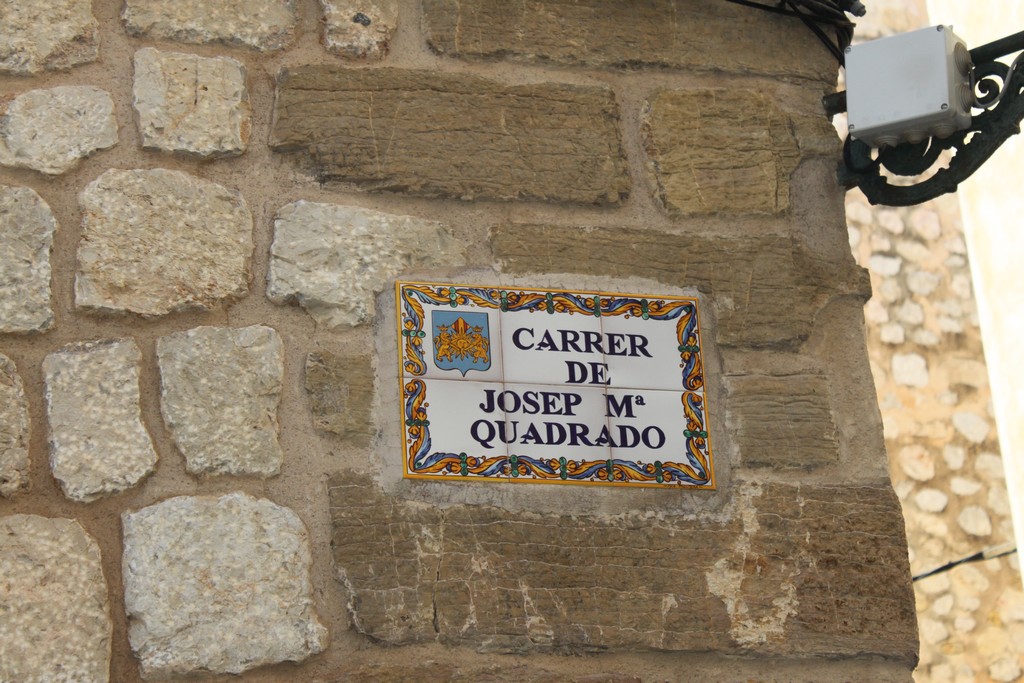 CARRER
DE
JOSEP Mª
QUADRADO